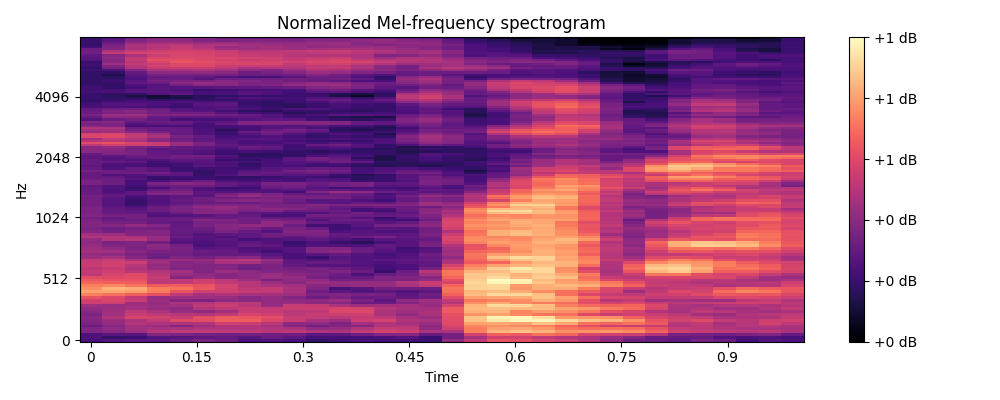 Normalized Mel-frequency spectrogram
Hz
4096
2048
1024
512
0
0 0.15 0.3 0.45 0.6 0.75 0.9
Time
+1 dB
+1 dB
+1 dB
+0 dB
+0 dB
+0 dB